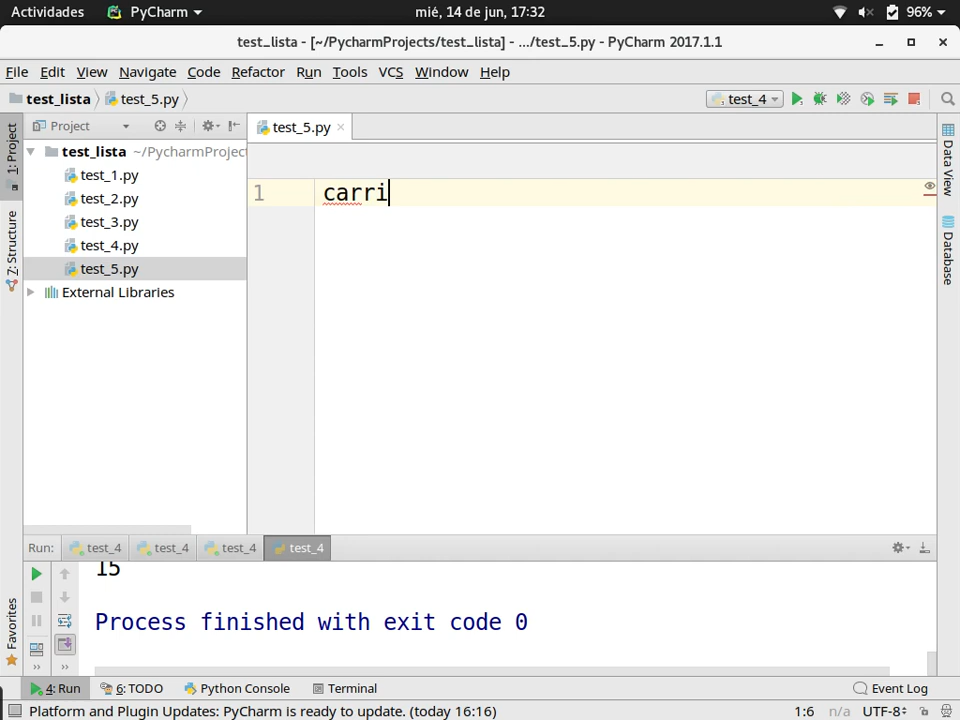 Actividades PyCharm mié, 14 de jun, 17:32 96%
test_lista - [~/PycharmProjects/test_lista] - .../test_5.py - PyCharm 2017.1.1
File Edit View Navigate Code Refactor Run Tools VCS Window Help
test_lista test_5.py test_4
1: Project
Project
test_5.py
Data View
test_lista ~/PycharmProjec
test_1.py
test_2.py
test_3.py
test_4.py
test_5.py
External Libraries
1 carri
7: Structure
Database
Favorites
Run: test_4 test_4 test_4 test_4
15
Process finished with exit code 0
4: Run 6: TODO Python Console Terminal Event Log
Platform and Plugin Updates: PyCharm is ready to update. (today 16:16) 1:6 n/a UTF-8